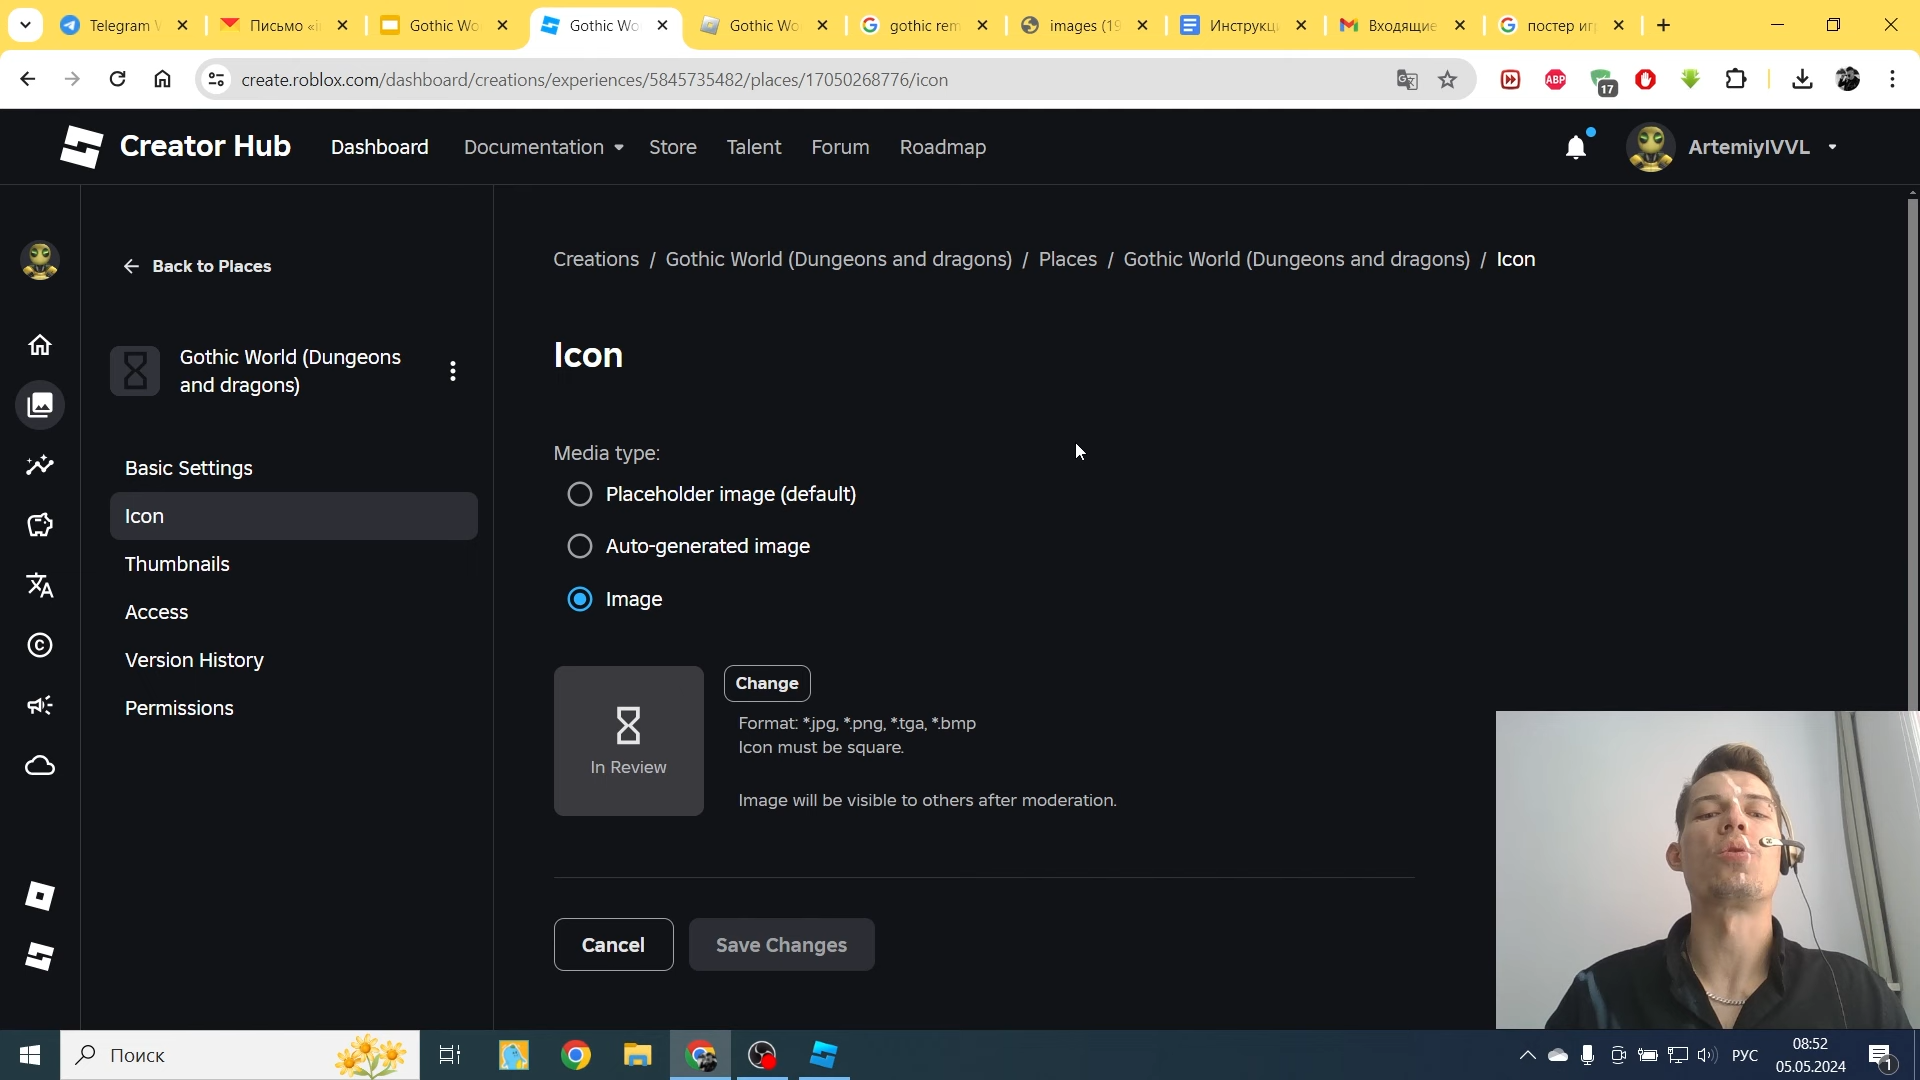 Telegram
Письмо «
Gothic Wo
Gothic Wo
Gothic Wo
gothic rem
images (19
Инструкц
Входящие
постер иг
create.roblox.com/dashboard/creations/experiences/5845735482/places/17050268776/icon
ABP
17
Creator Hub
Dashboard
Documentation
Store
Talent
Forum
Roadmap
ArtemiyIVVL
Back to Places
Creations / Gothic World (Dungeons and dragons) / Places / Gothic World (Dungeons and dragons) / Icon
Gothic World (Dungeons
and dragons)
Basic Settings
Icon
Thumbnails
Access
Version History
Permissions
Icon
Media type:
Placeholder image (default)
Auto-generated image
Image
In Review
Change
Format: *.jpg, *.png, *.tga, *.bmp
Icon must be square.
Image will be visible to others after moderation.
Cancel
Save Changes
Поиск
РУС
08:52
05.05.2024
1